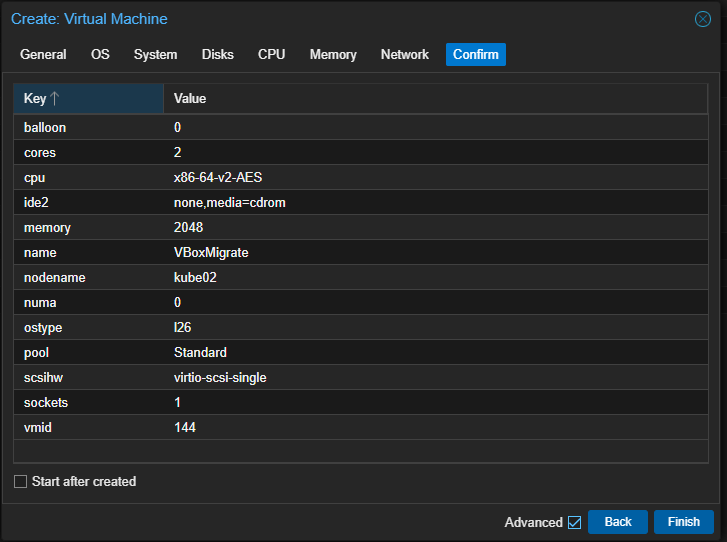 Create: Virtual Machine
General OS System Disks CPU Memory Network Confirm
Key Value
balloon 0
cores 2
cpu x86-64-v2-AES
ide2 none,media=cdrom
memory 2048
name VBoxMigrate
nodename kube02
numa 0
ostype l26
pool Standard
scsihw virtio-scsi-single
sockets 1
vmid 144
Start after created
Advanced Back Finish